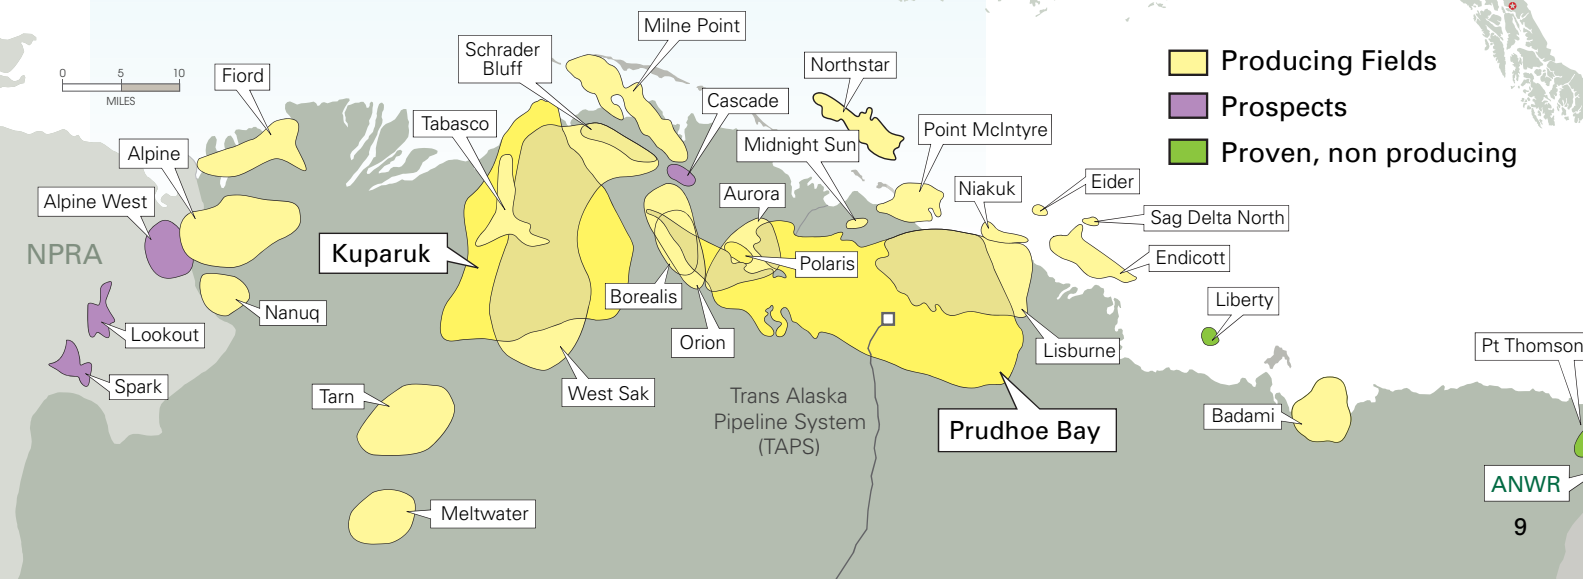 Milne Point
Schrader
Bluff
Northstar
Producing Fields
0 5 10
MILES
Fiord
Cascade
Prospects
Tabasco
Midnight Sun
Point McIntyre
Proven, non producing
Alpine
Aurora
Niakuk
Eider
Alpine West
Sag Delta North
NPRA
Kuparuk
Polaris
Endicott
Borealis
Liberty
Nanuq
Lookout
Orion
Lisburne
Pt Thomson
Spark
West Sak
Tarn
Trans Alaska
Pipeline System
(TAPS)
Prudhoe Bay
Badami
ANWR
Meltwater
9